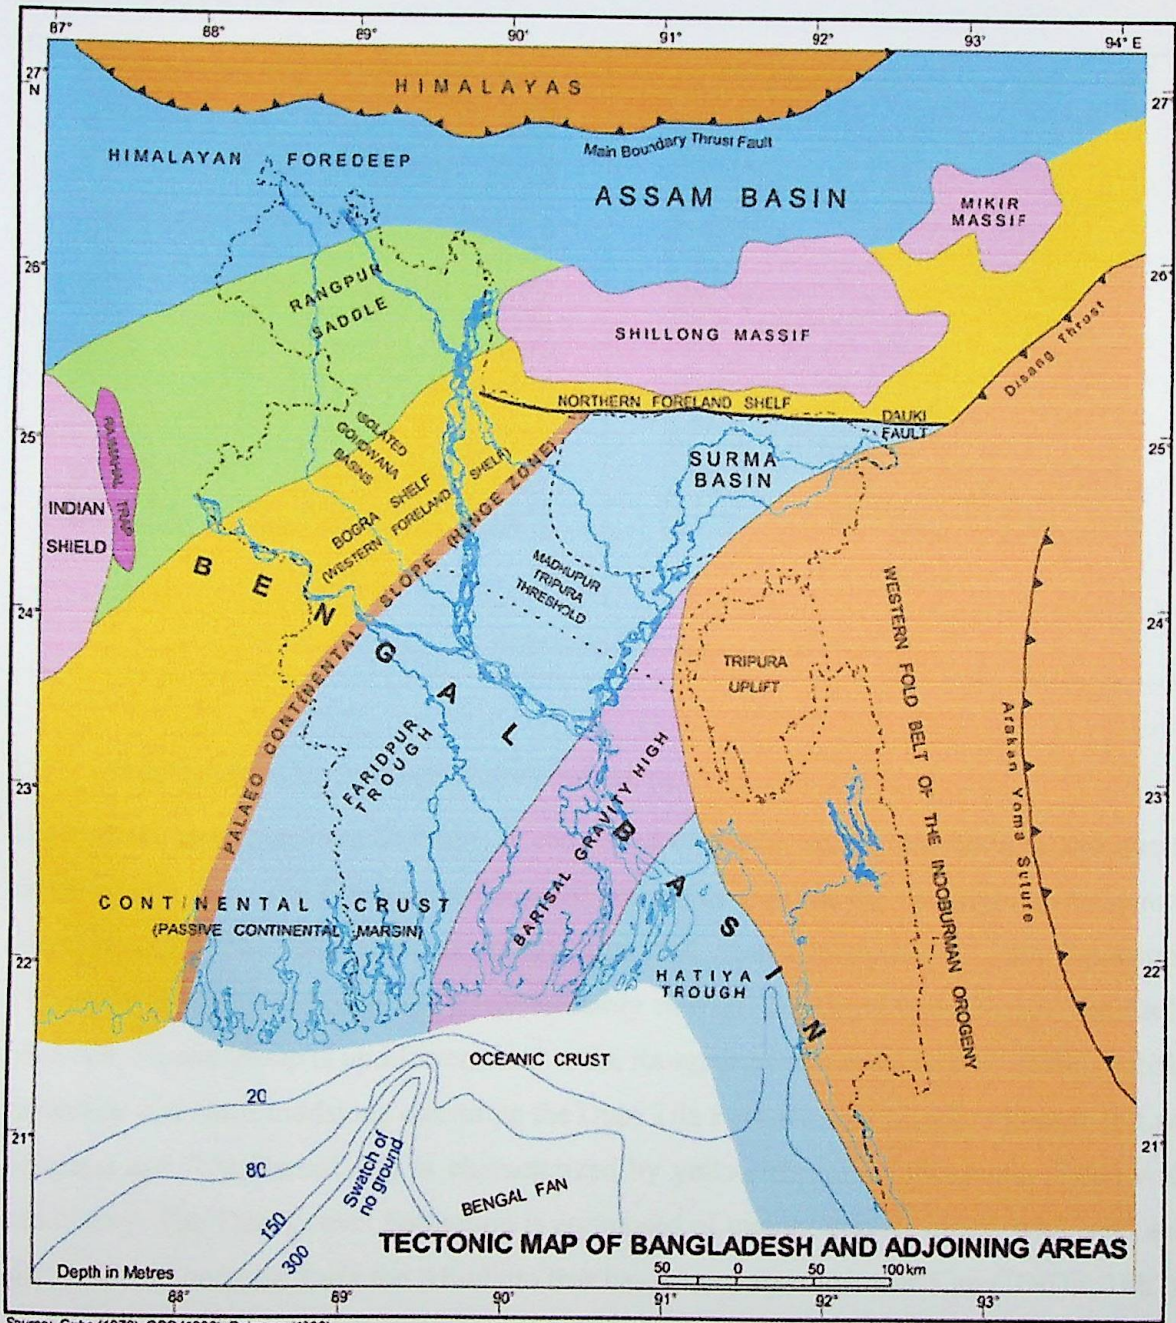 87°
88°
89°
90°
91°
92°
93°
94° E
27°
N
27°
HIMALAYAS
Main Boundary Thrust Fault
HIMALAYAN FOREDEEP
ASSAM BASIN
MIKIR
MASSIF
26°
26°
RANGPUR
SADDLE
SHILLONG MASSIF
Disang Thrust
NORTHERN FORELAND SHELF
DAUKI
FAULT
25°
25°
RAJMAHAL TRAP
ISOLATED
GONDWANA
BASINS
SURMA
BASIN
INDIAN
SHIELD
BOGRA SHELF
(WESTERN FORELAND SHELF)
PALAEO CONTINENTAL SLOPE (HINGE ZONE)
MADHUPUR
TRIPURA
THRESHOLD
BENGAL BASIN
24°
24°
TRIPURA
UPLIFT
WESTERN FOLD BELT OF THE INDOBURMAN OROGENY
Arakan Yoma Suture
FARIDPUR
TROUGH
23°
23°
BARISAL GRAVITY HIGH
CONTINENTAL CRUST
(PASSIVE CONTINENTAL MARSIN)
22°
22°
HATIYA
TROUGH
OCEANIC CRUST
20
80
150
300
Swatch of
no ground
21°
21°
BENGAL FAN
TECTONIC MAP OF BANGLADESH AND ADJOINING AREAS
Depth in Metres
50 0 50 100 km
88°
89°
90°
91°
92°
93°